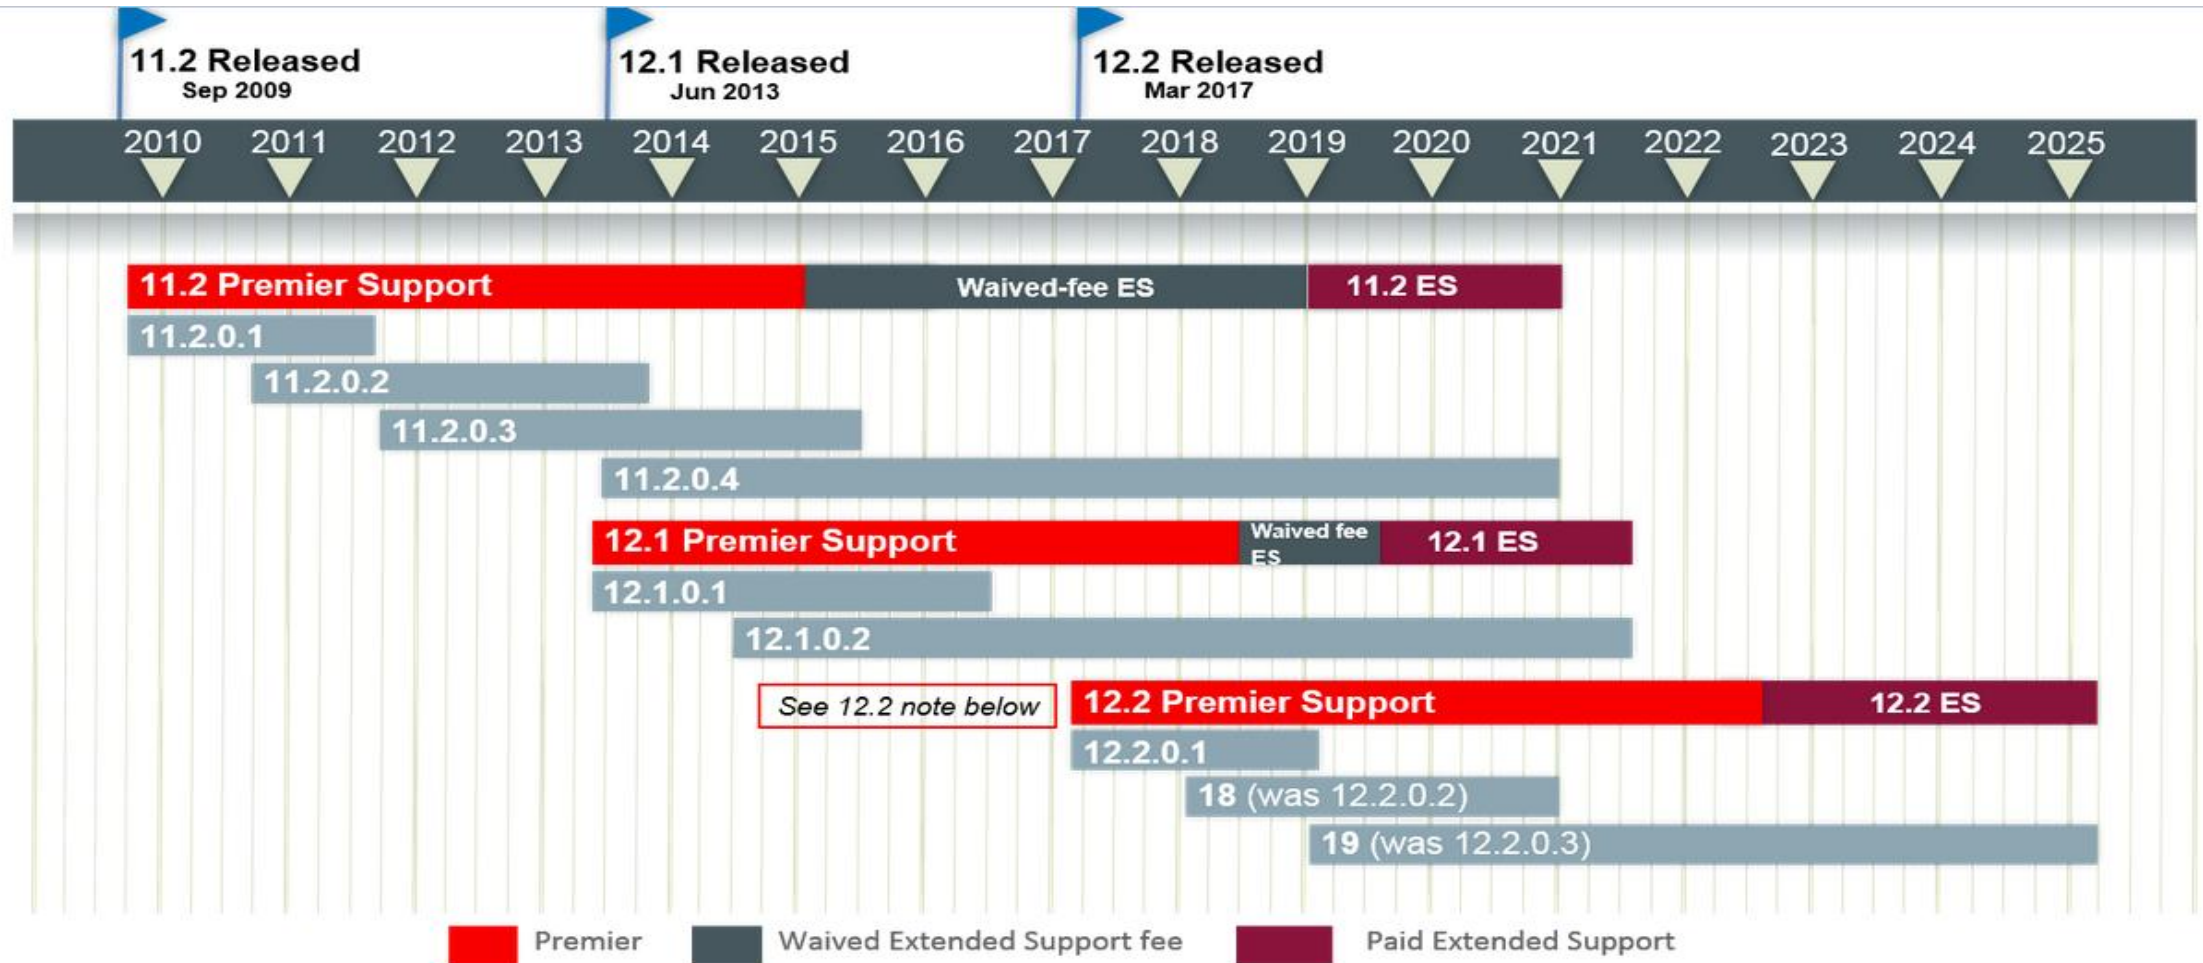 11.2 Released
Sep 2009
12.1 Released
Jun 2013
12.2 Released
Mar 2017
2010 2011 2012 2013 2014 2015 2016 2017 2018 2019 2020 2021 2022 2023 2024 2025
11.2 Premier Support Waived-fee ES 11.2 ES
11.2.0.1
11.2.0.2
11.2.0.3
11.2.0.4
12.1 Premier Support Waived fee ES 12.1 ES
12.1.0.1
12.1.0.2
See 12.2 note below 12.2 Premier Support 12.2 ES
12.2.0.1
18 (was 12.2.0.2)
19 (was 12.2.0.3)
Premier Waived Extended Support fee Paid Extended Support